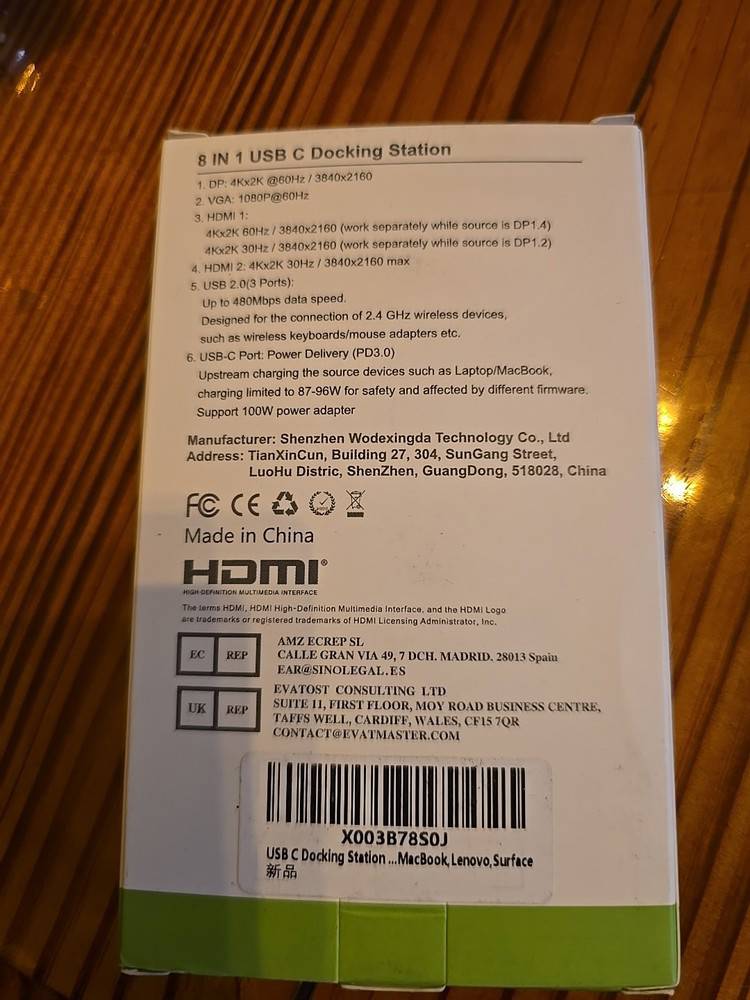 8 IN 1 USB C Docking Station
1. DP: 4Kx2K @60Hz / 3840x2160
2. VGA: 1080P@60Hz
3. HDMI 1:
4Kx2K 60Hz / 3840x2160 (work separately while source is DP1.4)
4Kx2K 30Hz / 3840x2160 (work separately while source is DP1.2)
4. HDMI 2: 4Kx2K 30Hz / 3840x2160 max
5. USB 2.0(3 Ports):
Up to 480Mbps data speed.
Designed for the connection of 2.4 GHz wireless devices,
such as wireless keyboards/mouse adapters etc.
6. USB-C Port: Power Delivery (PD3.0)
Upstream charging the source devices such as Laptop/MacBook,
charging limited to 87-96W for safety and affected by different firmware.
Support 100W power adapter
Manufacturer: Shenzhen Wodexingda Technology Co., Ltd
Address: TianXinCun, Building 27, 304, SunGang Street,
LuoHu Distric, ShenZhen, GuangDong, 518028, China
FC CE
Made in China
HDMI®
HIGH-DEFINITION MULTIMEDIA INTERFACE
The terms HDMI, HDMI High-Definition Multimedia Interface, and the HDMI Logo
are trademarks or registered trademarks of HDMI Licensing Administrator, Inc.
EC REP
AMZ ECREP SL
CALLE GRAN VIA 49, 7 DCH. MADRID. 28013 Spain
EAR@SINOLEGAL.ES
UK REP
EVATOST CONSULTING LTD
SUITE 11, FIRST FLOOR, MOY ROAD BUSINESS CENTRE,
TAFFS WELL, CARDIFF, WALES, CF15 7QR
CONTACT@EVATMASTER.COM
X003B78S0J
USB C Docking Station ...MacBook,Lenovo,Surface
新品